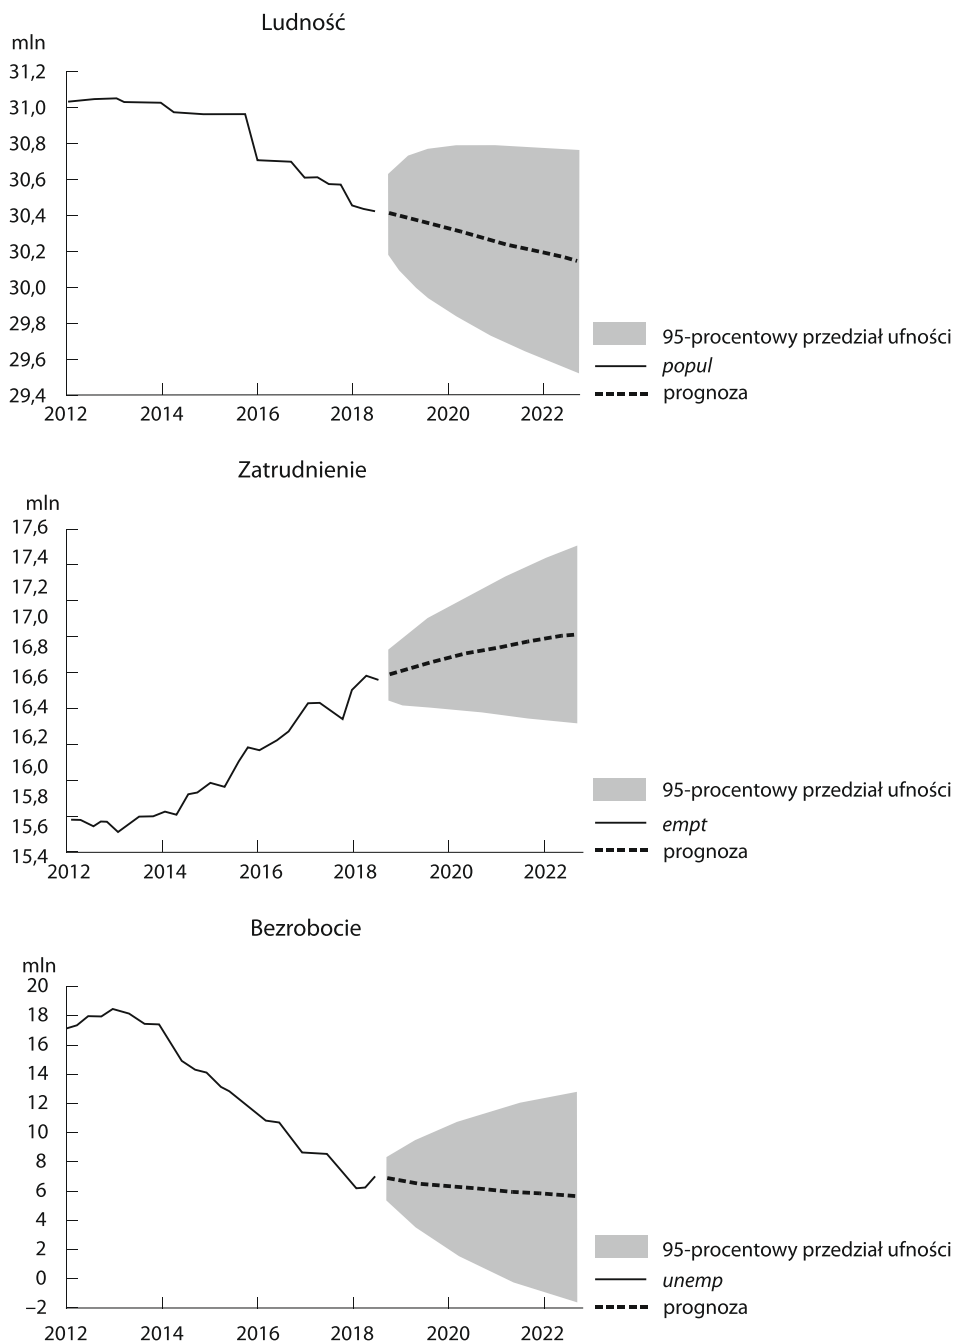 Ludność
mln
31,2
31,0
30,8
30,6
30,4
30,2
30,0
29,8
29,6
29,4
2012 2014 2016 2018 2020 2022
95-procentowy przedział ufności
popul
prognoza
Zatrudnienie
mln
17,6
17,4
17,2
17,0
16,8
16,6
16,4
16,2
16,0
15,8
15,6
15,4
2012 2014 2016 2018 2020 2022
95-procentowy przedział ufności
empt
prognoza
Bezrobocie
mln
20
18
16
14
12
10
8
6
4
2
0
–2
2012 2014 2016 2018 2020 2022
95-procentowy przedział ufności
unemp
prognoza